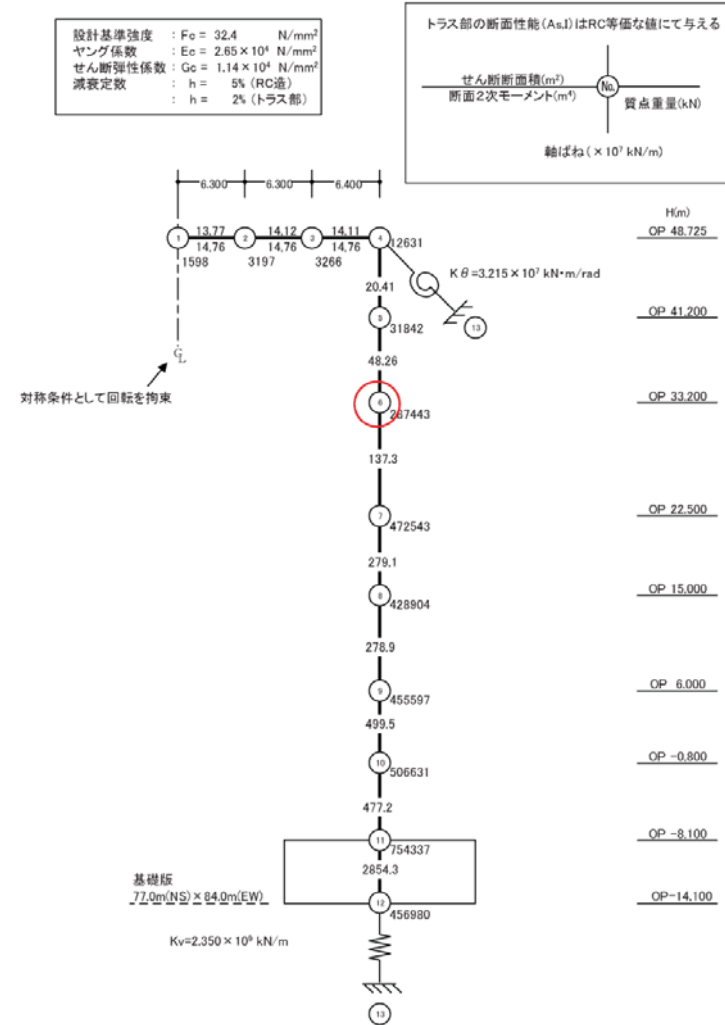 設計基準強度 : Fc = 32.4 N/mm²
ヤング係数 : Ec = 2.65×10⁴ N/mm²
せん断弾性係数 : Gc = 1.14×10⁴ N/mm²
減衰定数 : h = 5% (RC造)
: h = 2% (トラス部)
トラス部の断面性能(As,I)はRC等価な値にて与える
せん断断面積(m²)
断面2次モーメント(m⁴)
No.
質点重量(kN)
軸ばね(×10⁷ kN/m)
6.300 6.300 6.400
H(m)
1 13.77 2 14.12 3 14.11 4 12631 OP 48.725
14.76 14.76 14.76
1598 3197 3266
Kθ=3.215×10⁷ kN・m/rad
20.41
5 31842 13 OP 41.200
CL
48.26
対称条件として回転を拘束
6 287443 OP 33.200
137.3
7 472543 OP 22.500
279.1
8 428904 OP 15.000
278.9
9 455597 OP 6.000
499.5
10 506631 OP -0.800
477.2
11 754337 OP -8.100
2854.3
基礎版
77.0m(NS)×84.0m(EW)
12 456980 OP-14.100
Kv=2.350×10⁹ kN/m
13